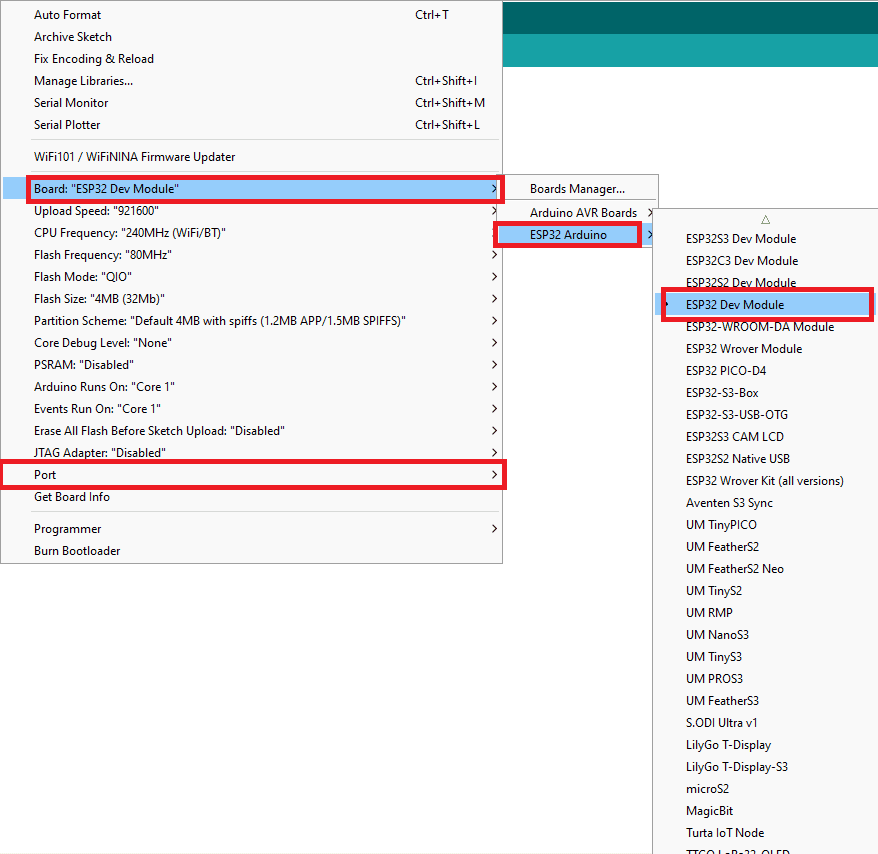 Auto Format Ctrl+T
Archive Sketch
Fix Encoding & Reload
Manage Libraries... Ctrl+Shift+I
Serial Monitor Ctrl+Shift+M
Serial Plotter Ctrl+Shift+L
WiFi101 / WiFiNINA Firmware Updater
Board: "ESP32 Dev Module"
Upload Speed: "921600"
CPU Frequency: "240MHz (WiFi/BT)"
Flash Frequency: "80MHz"
Flash Mode: "QIO"
Flash Size: "4MB (32Mb)"
Partition Scheme: "Default 4MB with spiffs (1.2MB APP/1.5MB SPIFFS)"
Core Debug Level: "None"
PSRAM: "Disabled"
Arduino Runs On: "Core 1"
Events Run On: "Core 1"
Erase All Flash Before Sketch Upload: "Disabled"
JTAG Adapter: "Disabled"
Port
Get Board Info
Programmer
Burn Bootloader
Boards Manager...
Arduino AVR Boards
ESP32 Arduino
ESP32S3 Dev Module
ESP32C3 Dev Module
ESP32S2 Dev Module
ESP32 Dev Module
ESP32-WROOM-DA Module
ESP32 Wrover Module
ESP32 PICO-D4
ESP32-S3-Box
ESP32-S3-USB-OTG
ESP32S3 CAM LCD
ESP32S2 Native USB
ESP32 Wrover Kit (all versions)
Aventen S3 Sync
UM TinyPICO
UM FeatherS2
UM FeatherS2 Neo
UM TinyS2
UM RMP
UM NanoS3
UM TinyS3
UM PROS3
UM FeatherS3
S.ODI Ultra v1
LilyGo T-Display
LilyGo T-Display-S3
microS2
MagicBit
Turta IoT Node
TTGO LoRa32-OLED